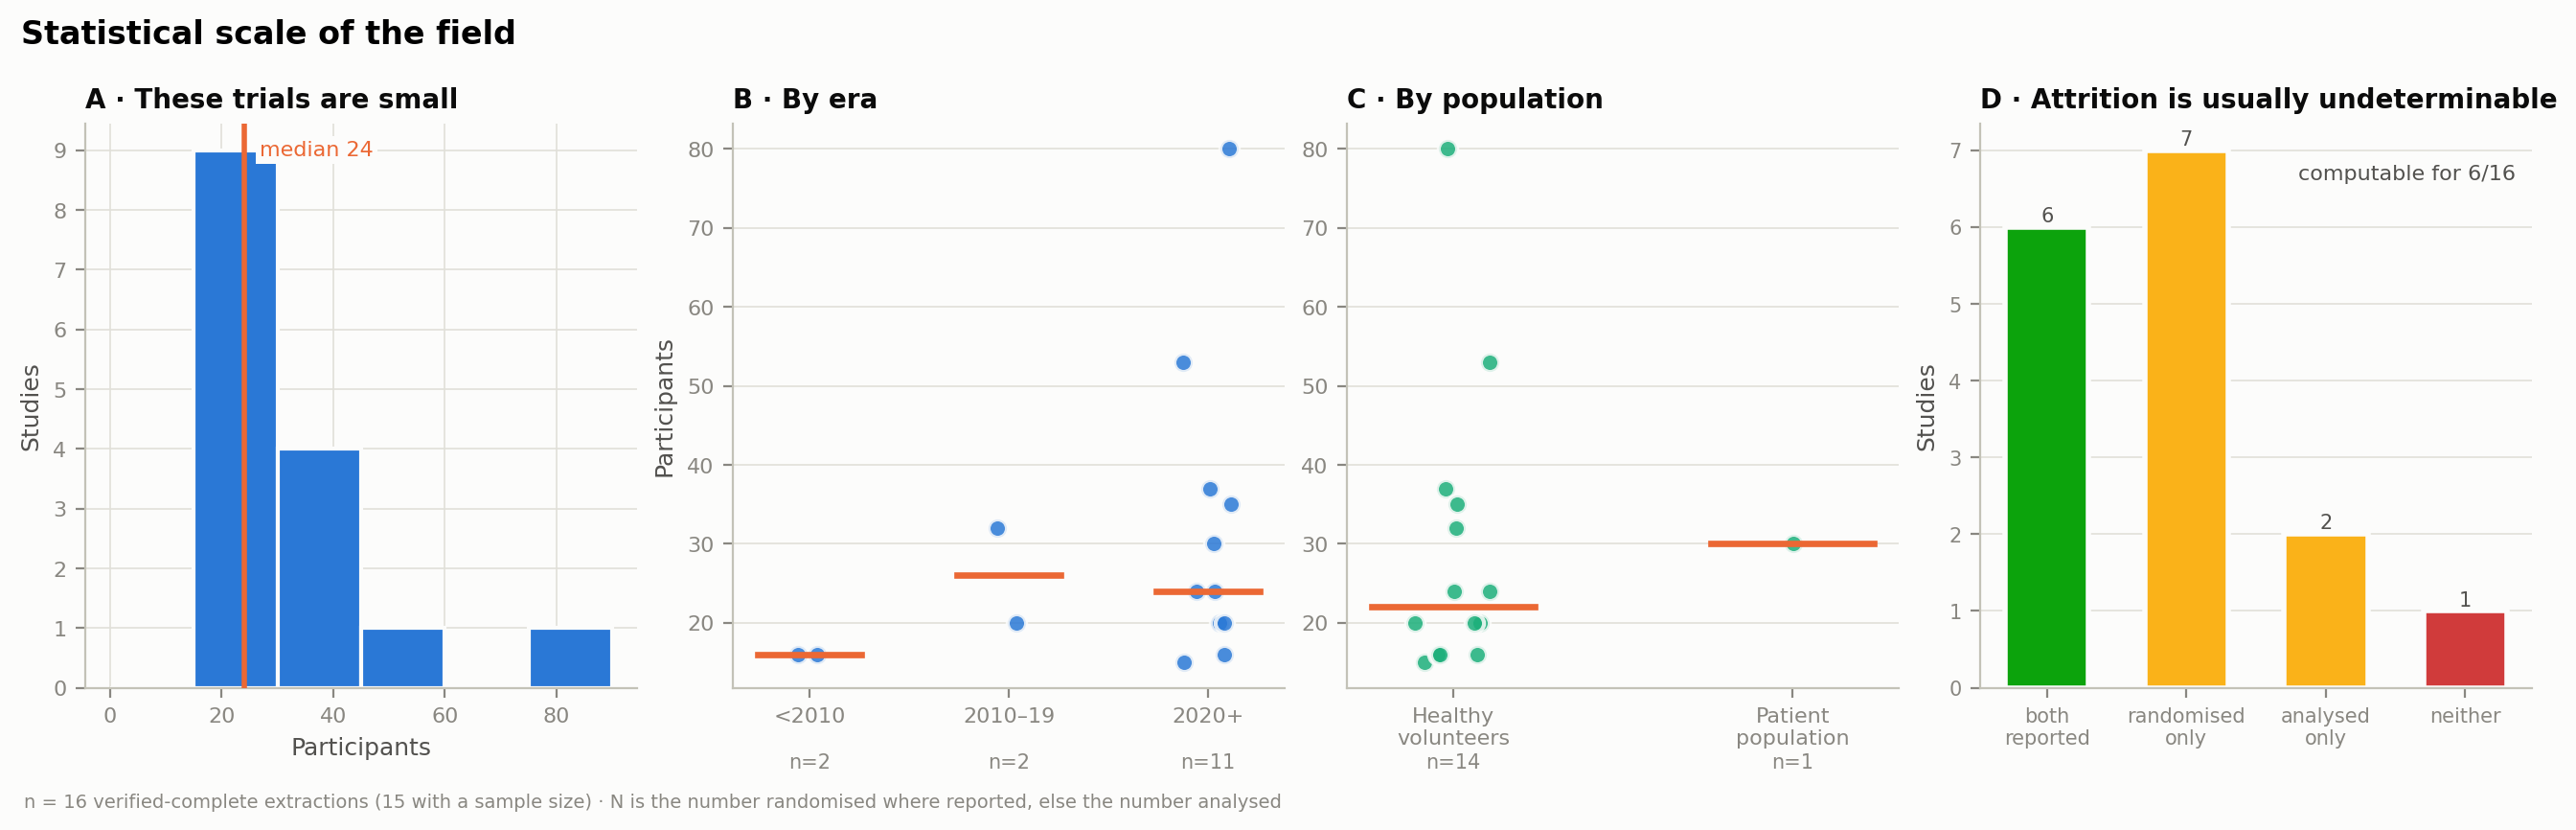 Statistical scale of the field
A · These trials are small
Studies
9
8
7
6
5
4
3
2
1
0
median 24
0 20 40 60 80
Participants
B · By era
Participants
80
70
60
50
40
30
20
<2010 2010–19 2020+
n=2 n=2 n=11
C · By population
80
70
60
50
40
30
20
Healthy volunteers
n=14
Patient population
n=1
D · Attrition is usually undeterminable
Studies
7
6
5
4
3
2
1
0
computable for 6/16
6
7
2
1
both reported
randomised only
analysed only
neither
n = 16 verified-complete extractions (15 with a sample size) · N is the number randomised where reported, else the number analysed